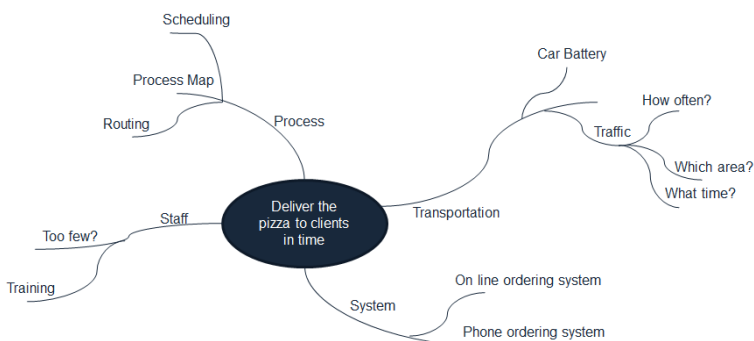 Scheduling
Process Map
Routing
Process
Car Battery
How often?
Traffic
Which area?
What time?
Transportation
Deliver the
pizza to clients
in time
Staff
Too few?
Training
System
On line ordering system
Phone ordering system